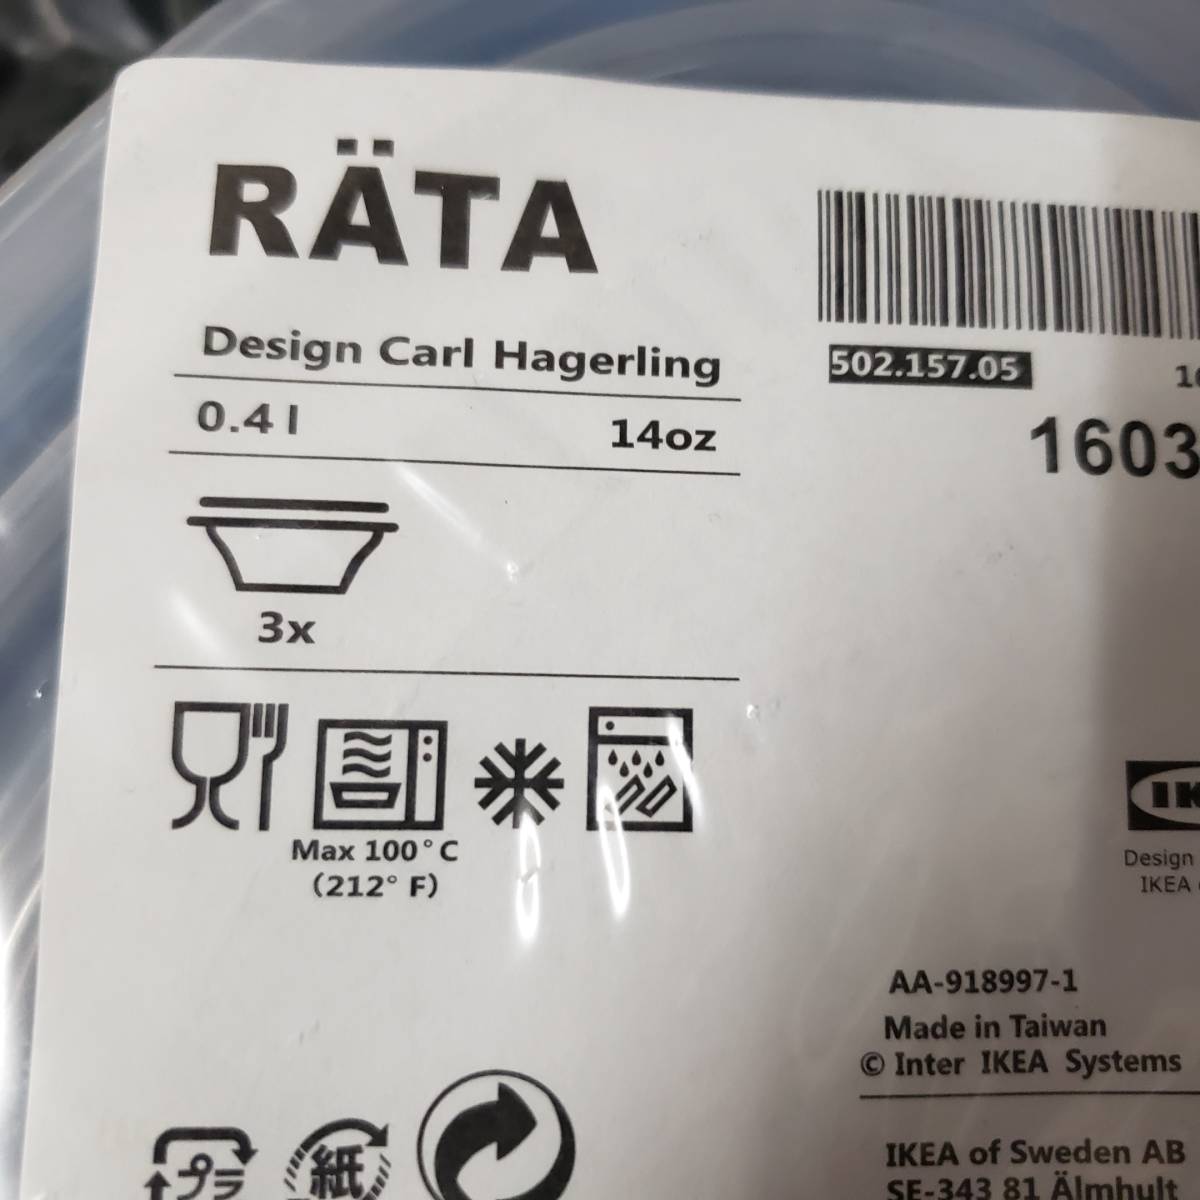 RÄTA
Design Carl Hagerling
0.4 l 14oz
3x
Max 100°C
(212° F)
502.157.05
1603
IK
Design
IKEA
AA-918997-1
Made in Taiwan
© Inter IKEA Systems
IKEA of Sweden AB
SE-343 81 Älmhult
プラ
紙